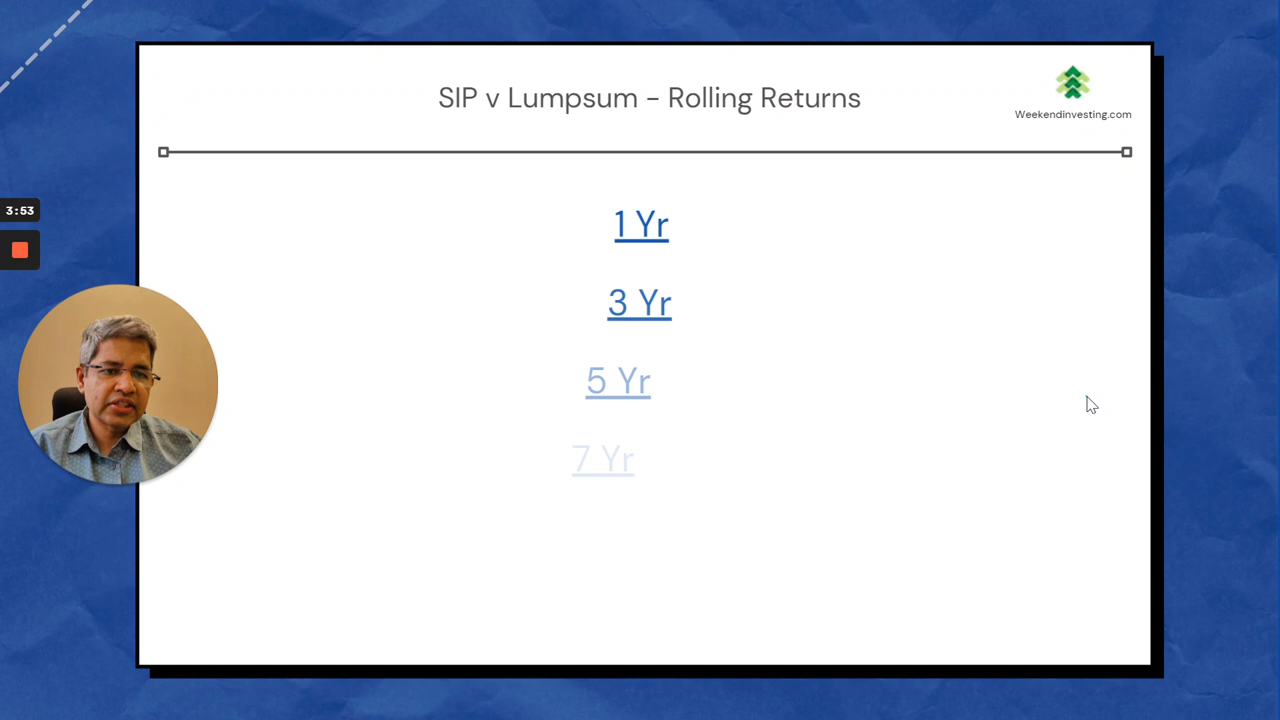 SIP v Lumpsum - Rolling Returns
Weekendinvesting.com
1 Yr
3:53
3 Yr
5 Yr
7 Yr